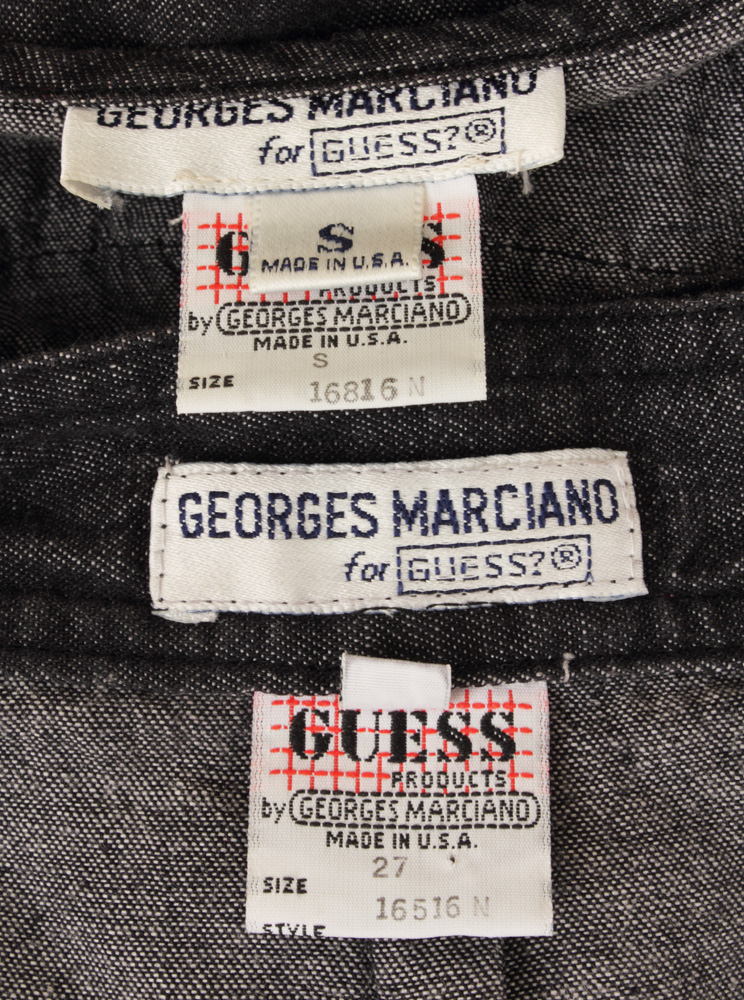 GEORGES MARCIANO
for GUESS?®
S
MADE IN U.S.A.
PRODUCTS
by GEORGES MARCIANO
MADE IN U.S.A.
S
SIZE
16816 N
GEORGES MARCIANO
for GUESS?®
GUESS
PRODUCTS
by GEORGES MARCIANO
MADE IN U.S.A.
27
SIZE
16516 N
STYLE